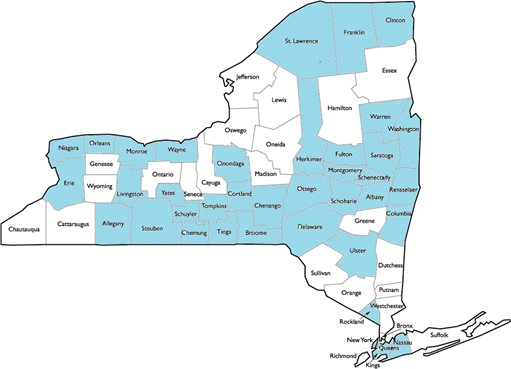 Clinton
Franklin
St. Lawrence
Essex
Jefferson
Lewis
Hamilton
Warren
Washington
Oswego
Oneida
Herkimer
Fulton
Saratoga
Niagara
Orleans
Monroe
Wayne
Genesee
Onondaga
Madison
Montgomery
Schenectady
Rensselaer
Erie
Wyoming
Livingston
Ontario
Yates
Seneca
Cayuga
Cortland
Chenango
Otsego
Schoharie
Albany
Columbia
Greene
Chautauqua
Cattaraugus
Allegany
Steuben
Schuyler
Tompkins
Chemung
Tioga
Broome
Delaware
Ulster
Dutchess
Sullivan
Orange
Putnam
Westchester
Rockland
Bronx
New York
Nassau
Suffolk
Queens
Richmond
Kings